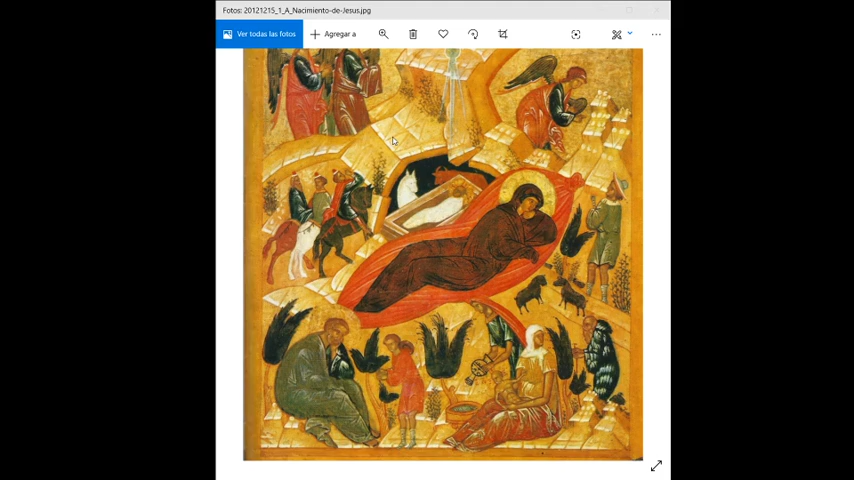 Fotos: 20121215_1_A_Nacimiento-de-Jesus.jpg
Ver todas las fotos
Agregar a